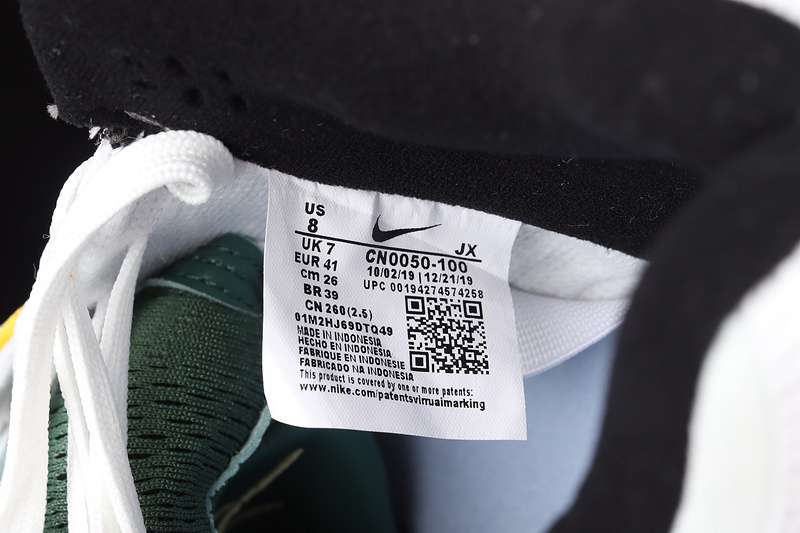 US
8
JX
UK 7
CN0050-100
EUR 41
10/02/19 | 12/21/19
cm 26
UPC 00194274574258
BR 39
CN 260(2.5)
01M2HJ69DTQ49
MADE IN INDONESIA
HECHO EN INDONESIA
FABRIQUE EN INDONESIE
FABRICADO NA INDONESIA
This product is covered by one or more patents:
www.nike.com/patentsvirruaimarking